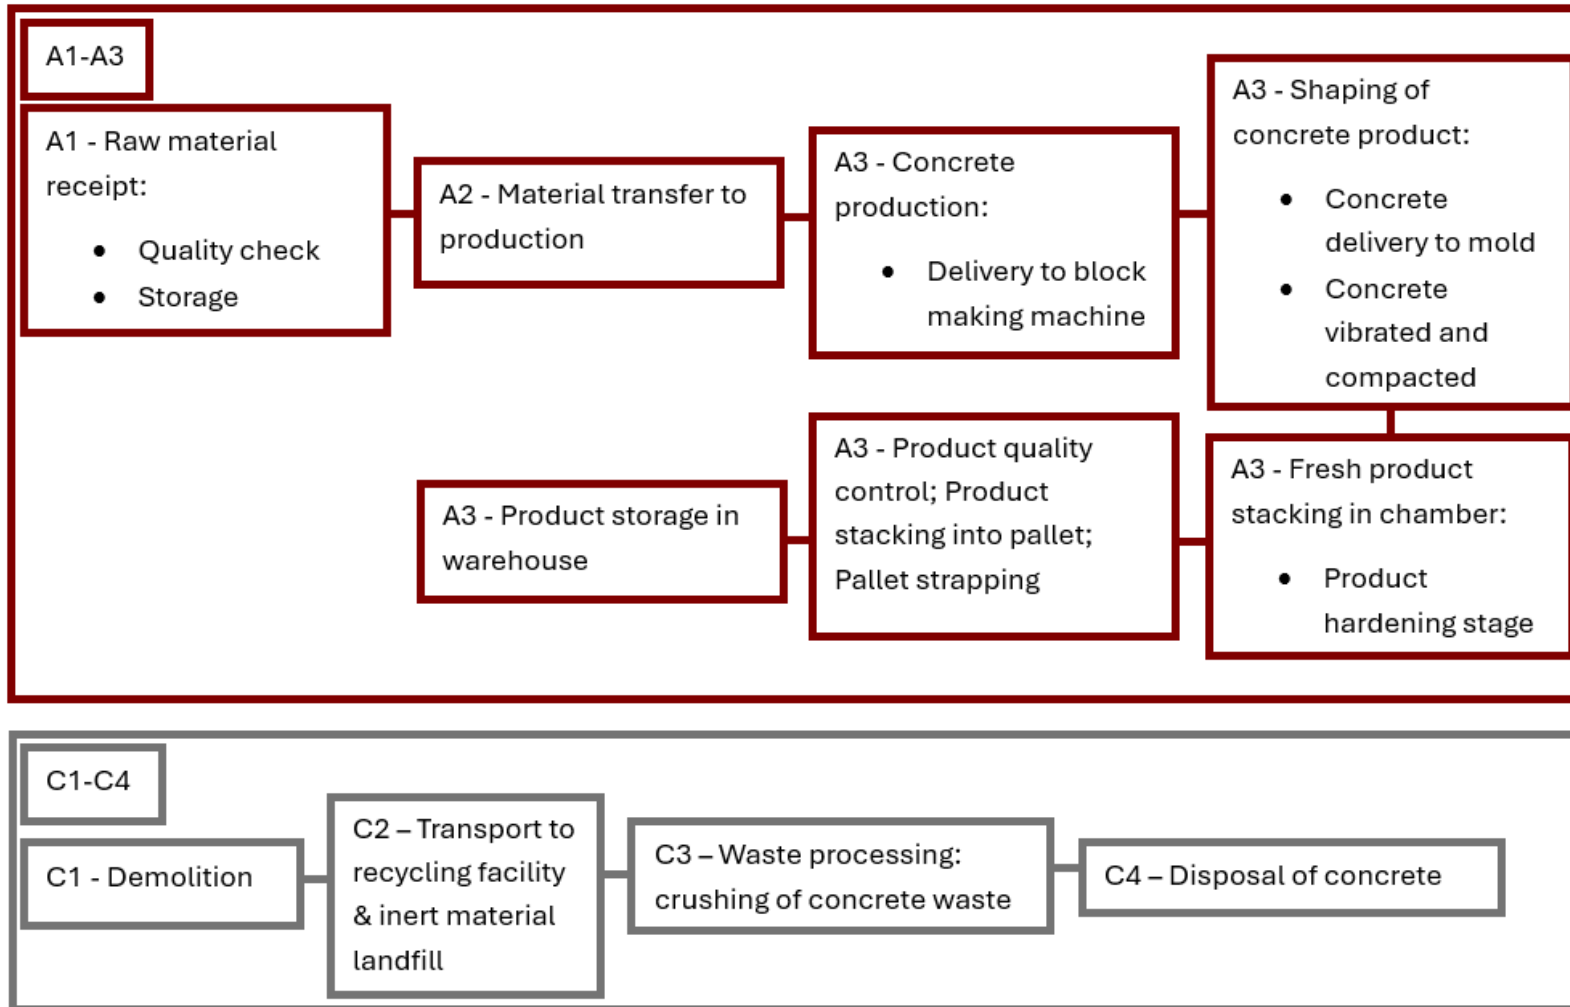 A1-A3
A1 - Raw material
receipt:
• Quality check
• Storage
A2 - Material transfer to
production
A3 - Concrete
production:
• Delivery to block
making machine
A3 - Shaping of
concrete product:
• Concrete
delivery to mold
• Concrete
vibrated and
compacted
A3 - Fresh product
stacking in chamber:
• Product
hardening stage
A3 - Product quality
control; Product
stacking into pallet;
Pallet strapping
A3 - Product storage in
warehouse
C1-C4
C1 - Demolition
C2 – Transport to
recycling facility
& inert material
landfill
C3 – Waste processing:
crushing of concrete waste
C4 – Disposal of concrete